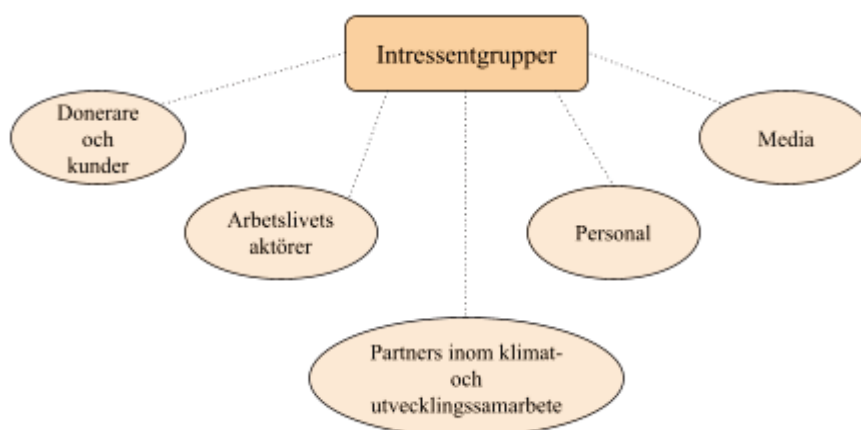 Intressentgrupper
Donerare
och
kunder
Media
Arbetslivets
aktörer
Personal
Partners inom klimat-
och
utvecklingssamarbete